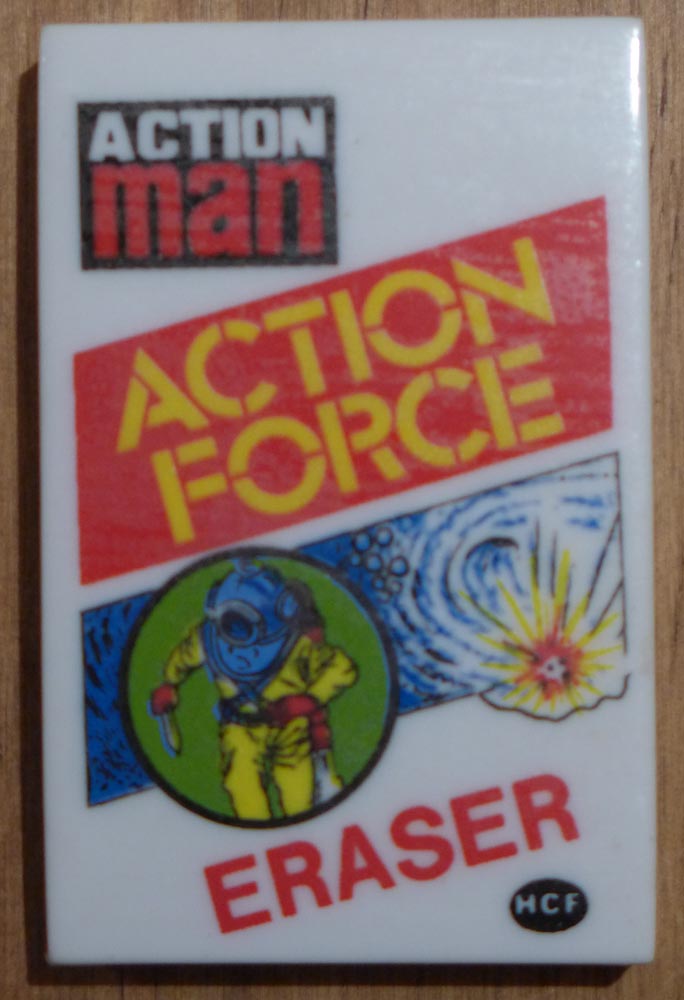 ACTION
man
ACTION
FORCE
ERASER
HCF